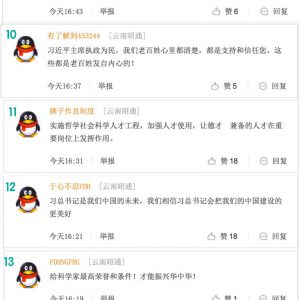 今天16:43 举报 赞 6 回复
10 有了解到453244 [云南昭通]
习近平主席执政为民，我们老百姓心里都清楚，都是支持和信任您，这
些都是老百姓发自内心的！
今天16:37 举报 赞 5 回复
11 牌子作息制度 [云南昭通]
实施哲学社会科学人才工程，加强人才使用，让德才 兼备的人才在重
要岗位上发挥作用。
今天16:31 举报 赞 18 回复
12 于心不忍FDH [云南昭通]
习总书记是我们中国的未来，我们相信习总书记会把我们中国的建设的
更美好
今天16:21 举报 赞 18 回复
13 FDHNGFRG [云南昭通]
给科学家最高荣誉和条件！才能振兴中华！
今天16:19 举报 赞 1 回复